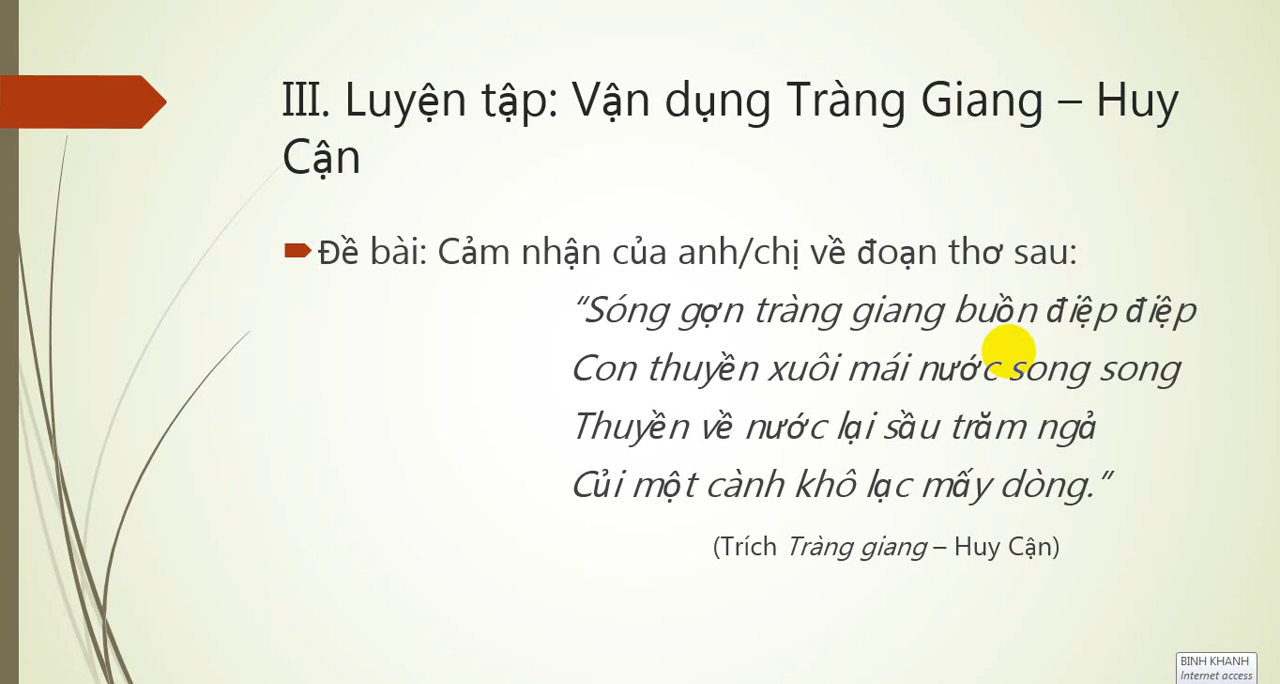 III. Luyện tập: Vận dụng Tràng Giang – Huy
Cận
Đề bài: Cảm nhận của anh/chị về đoạn thơ sau:
“Sóng gợn tràng giang buồn điệp điệp
Con thuyền xuôi mái nước song song
Thuyền về nước lại sầu trăm ngả
Củi một cành khô lạc mấy dòng.”
(Trích Tràng giang – Huy Cận)
BINH KHANH
Internet access